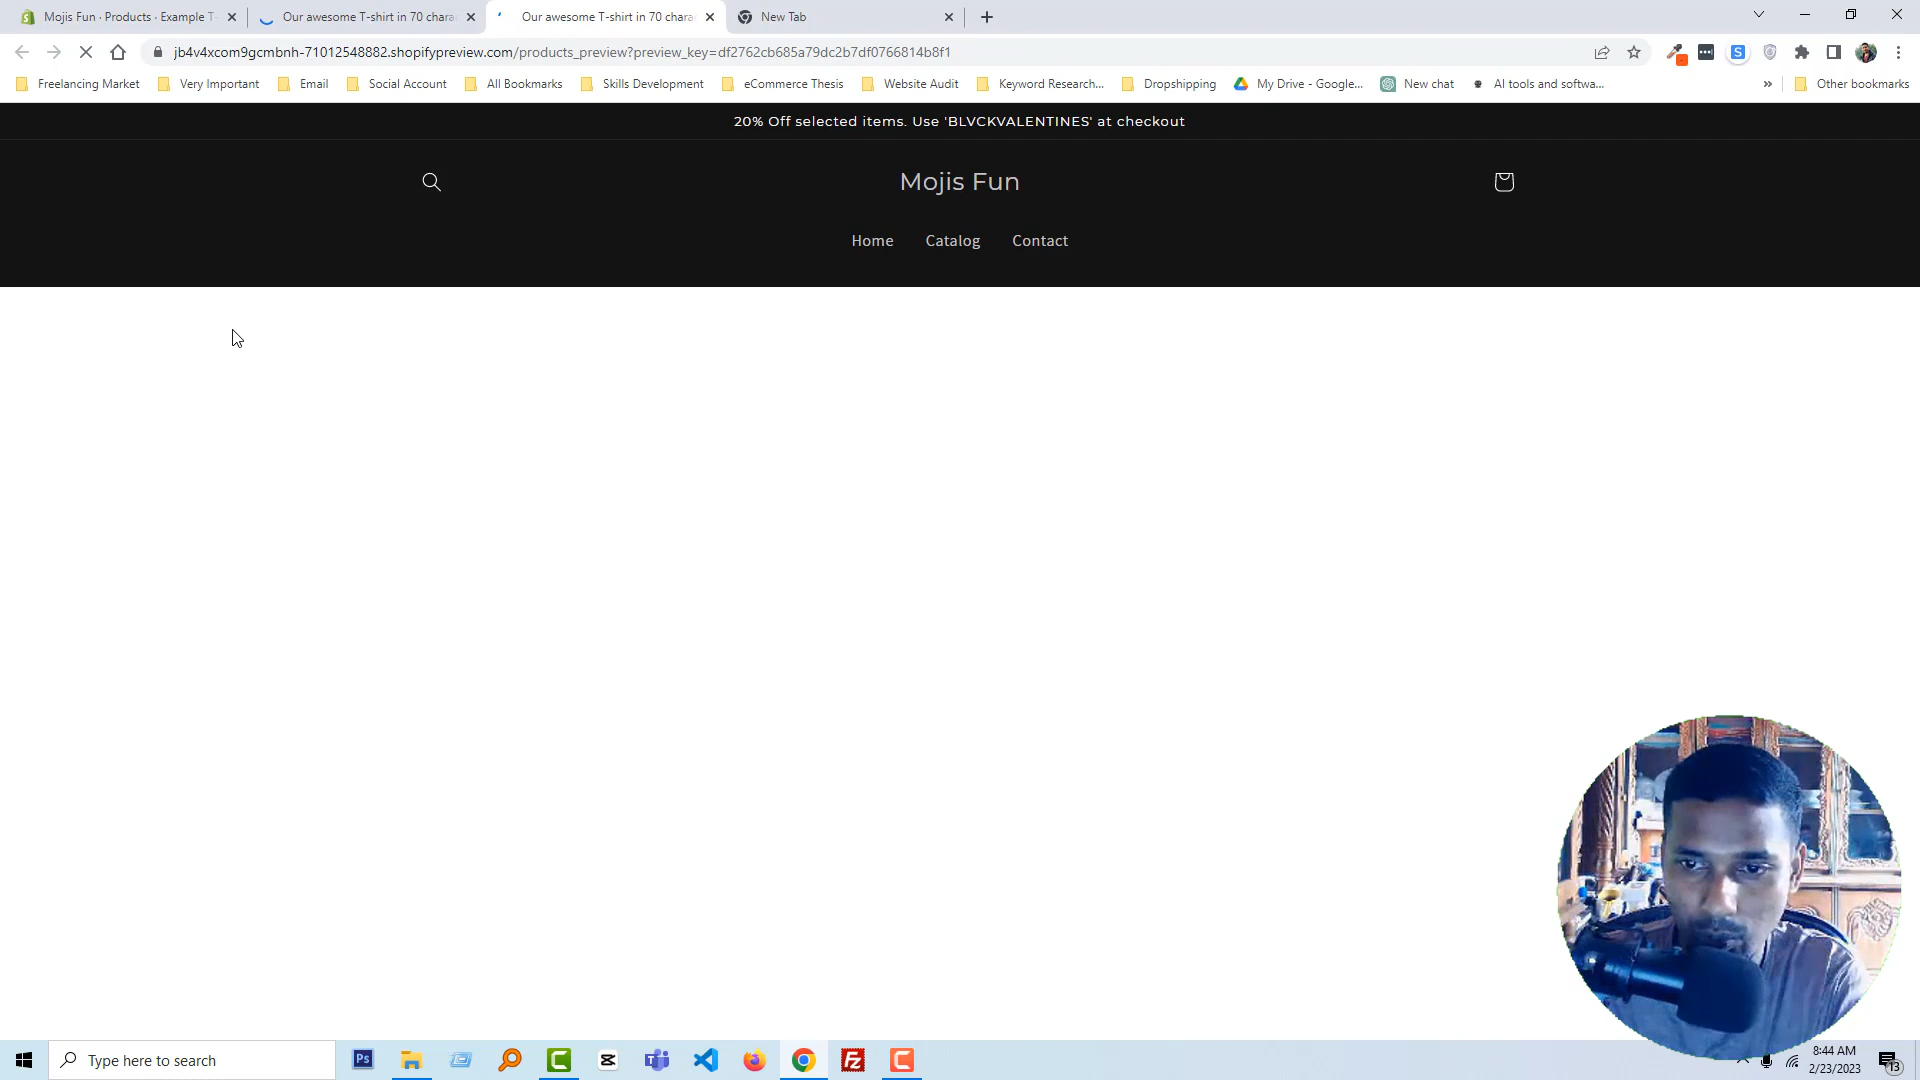 Mojis Fun · Products · Example T-
Our awesome T-shirt in 70 chara
Our awesome T-shirt in 70 chara
New Tab
jb4v4xcom9gcmbnh-71012548882.shopifypreview.com/products_preview?preview_key=df2762cb685a79dc2b7df0766814b8f1
Freelancing Market
Very Important
Email
Social Account
All Bookmarks
Skills Development
eCommerce Thesis
Website Audit
Keyword Research...
Dropshipping
My Drive - Google...
New chat
AI tools and softwa...
»
Other bookmarks
20% Off selected items. Use 'BLVCKVALENTINES' at checkout
Mojis Fun
Home Catalog Contact
Type here to search
Ps
8:44 AM
2/23/2023
13